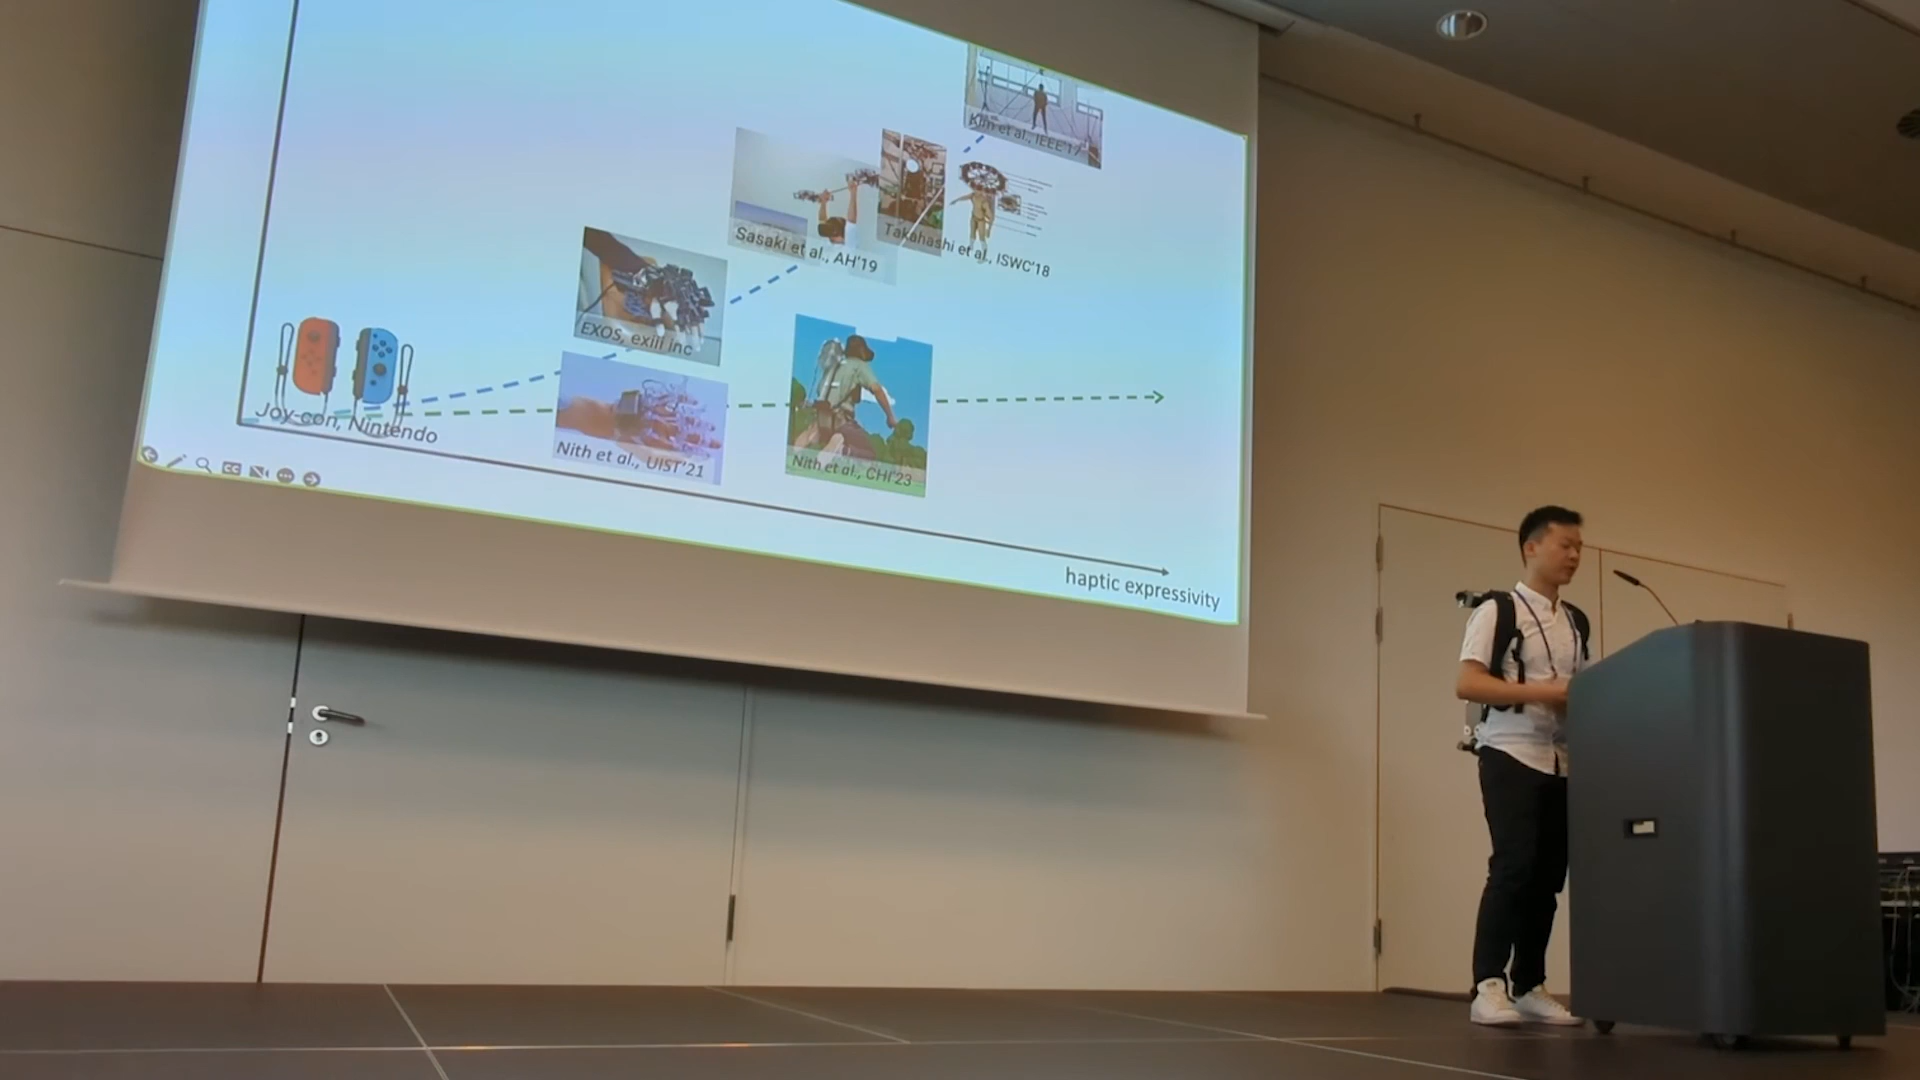 Kim et al., IEEE'17
Sasaki et al., AH'19
Takahashi et al., ISWC'18
EXOS, exiii inc
Joy-con, Nintendo
Nith et al., UIST'21
Nith et al., CHI'23
CC
haptic expressivity